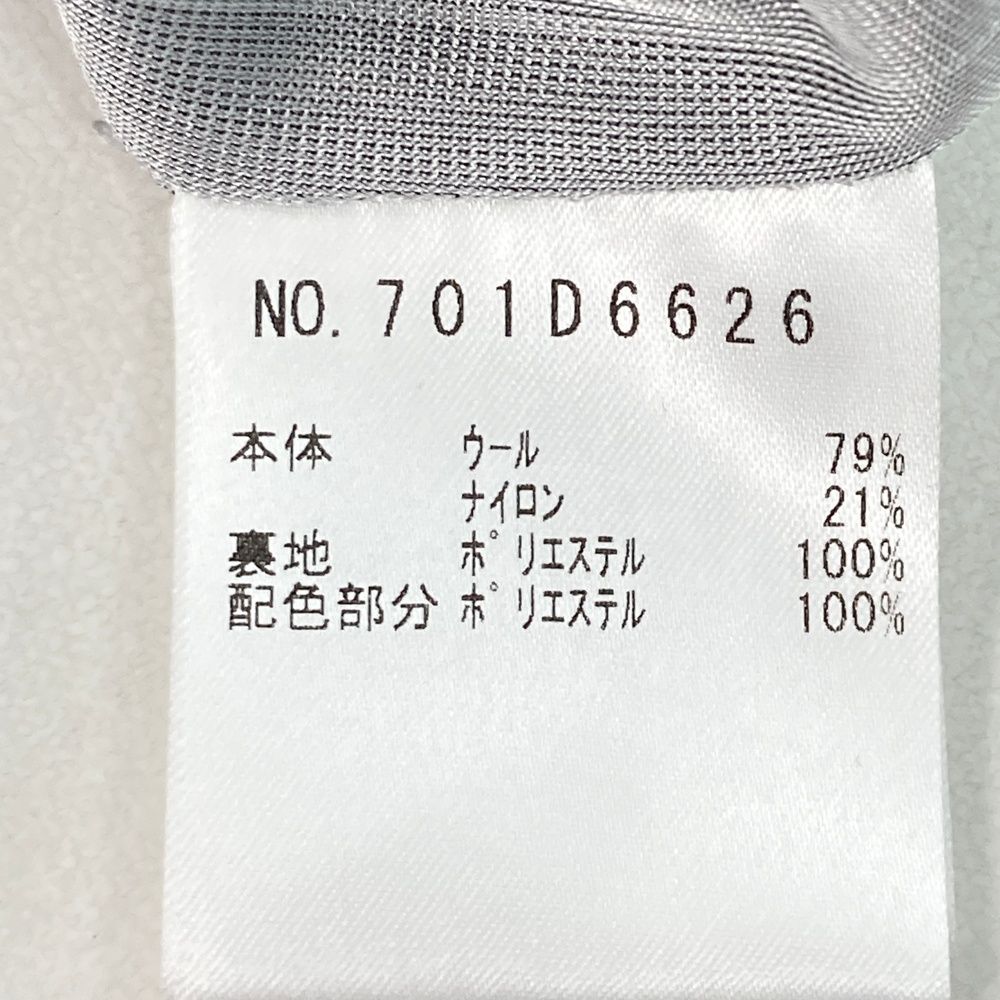 NO. 701D6626
本体 ウール 79%
ナイロン 21%
裏地 ポリエステル 100%
配色部分 ポリエステル 100%